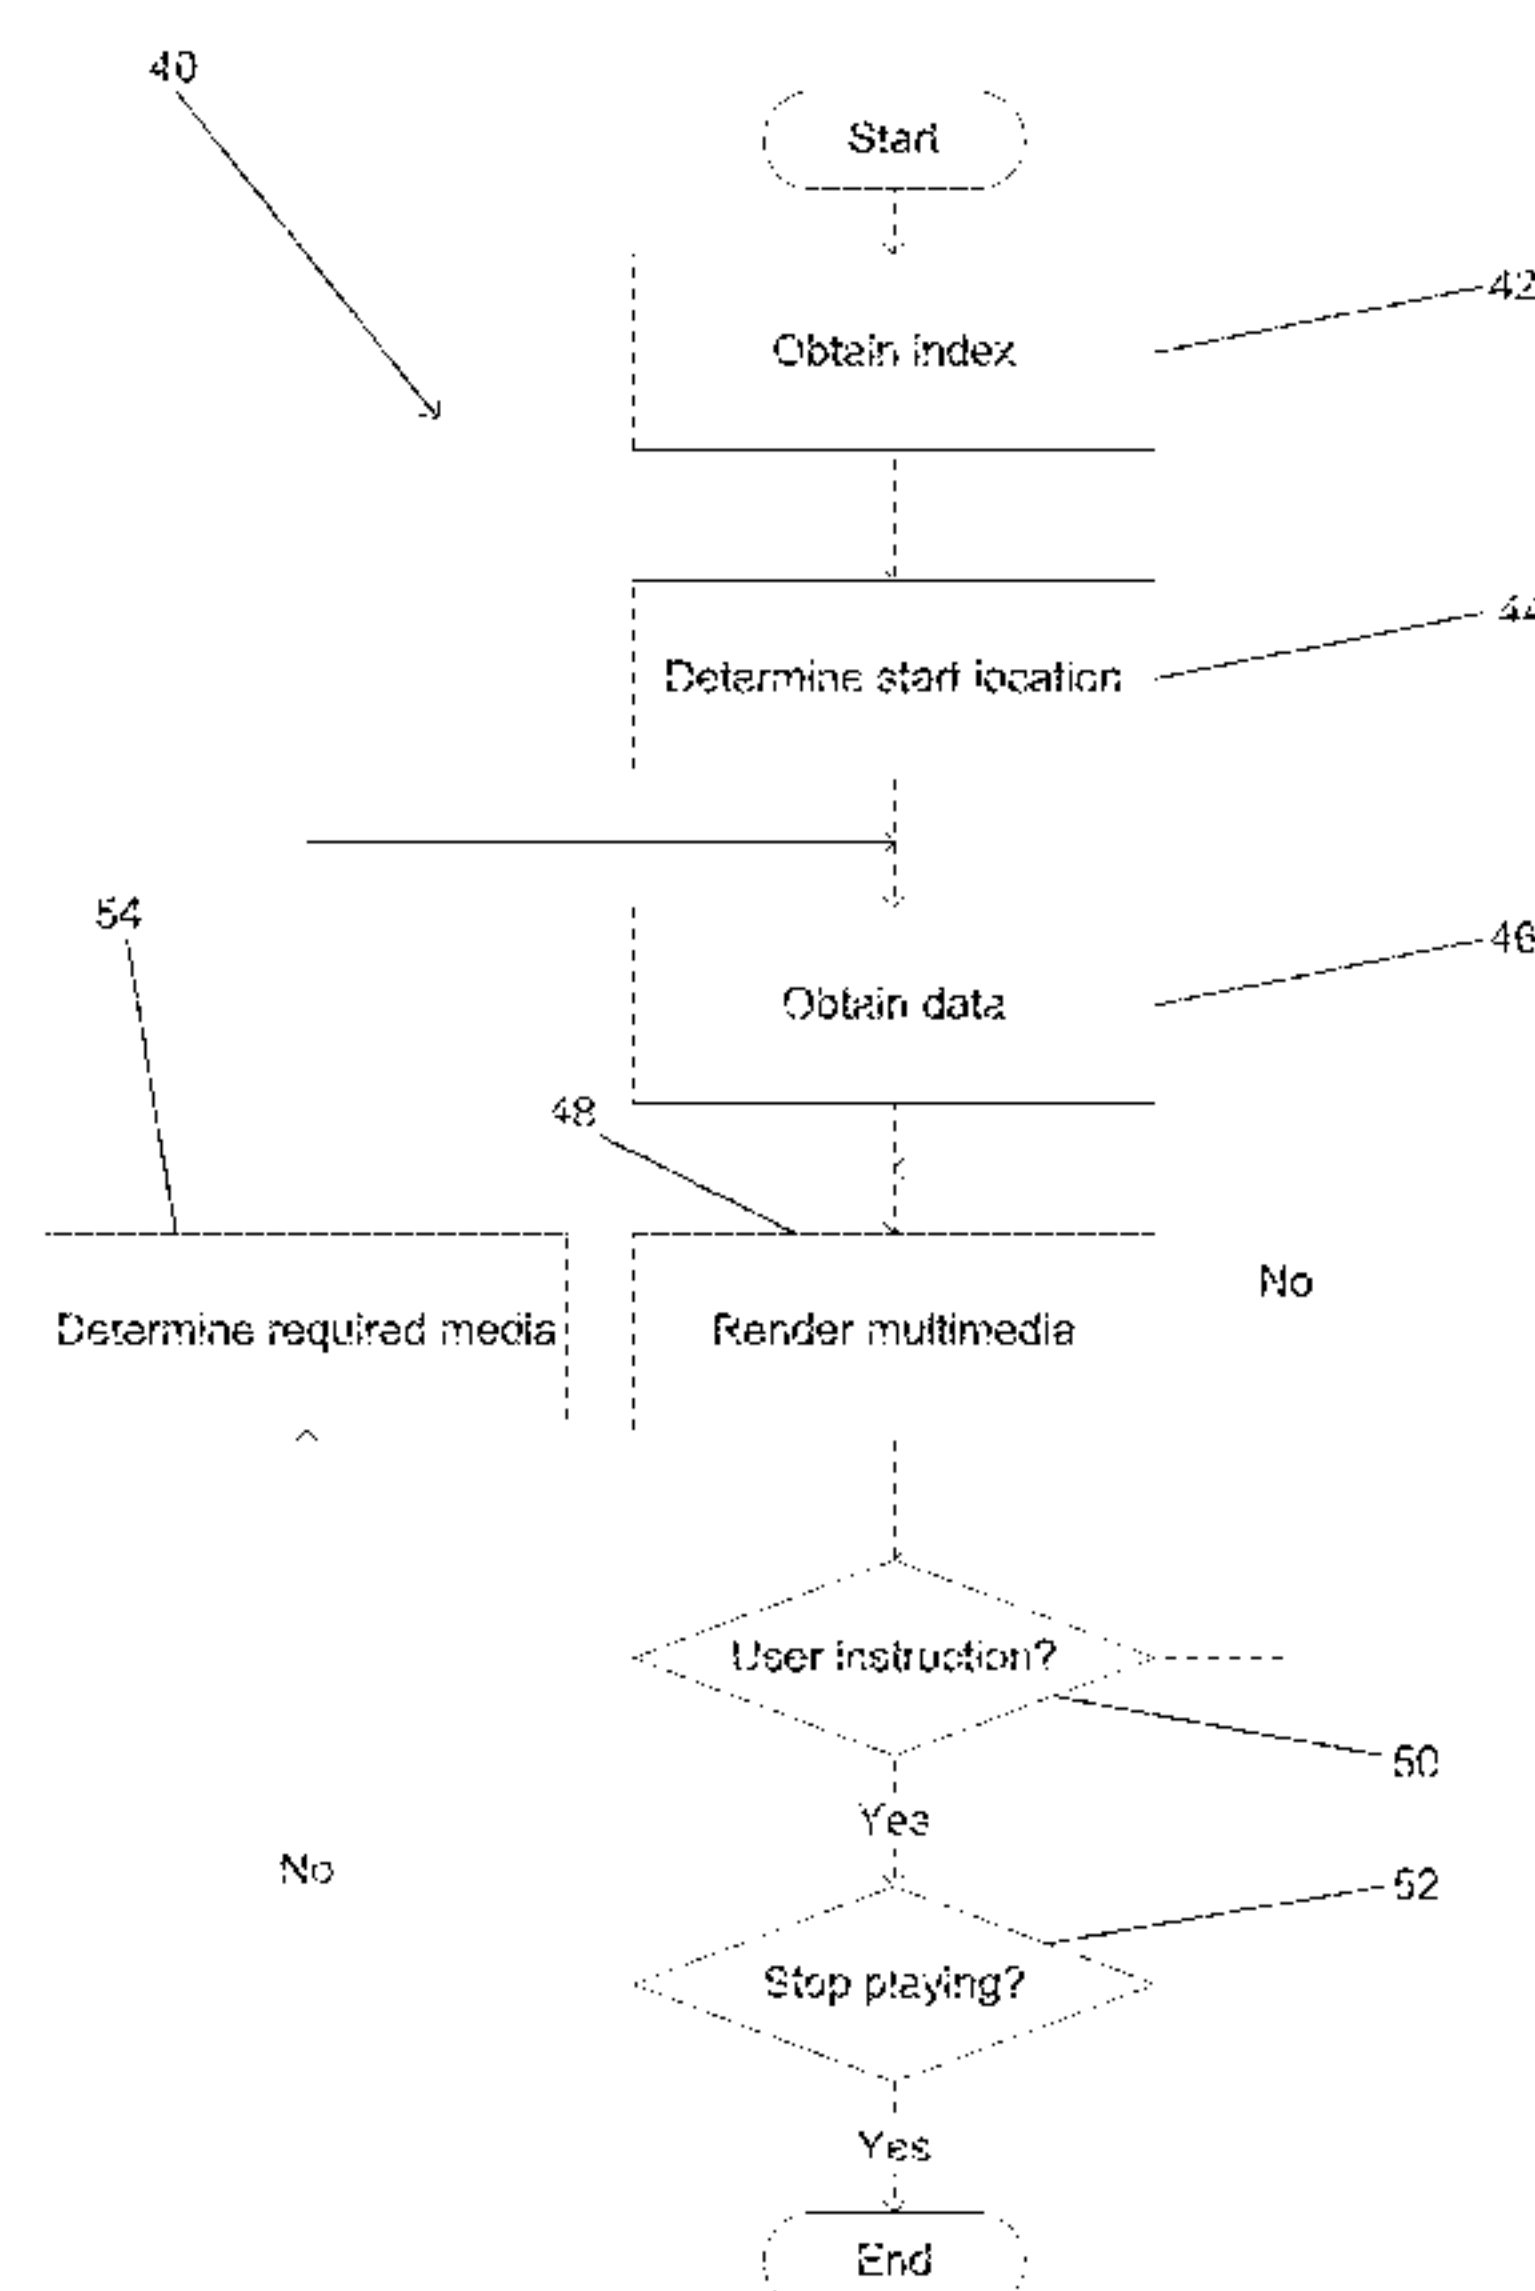 40
Start
42
Obtain index
44
Determine start location
54
46
Obtain data
48
No
Determine required media
Render multimedia
User instruction?
50
Yes
No
52
Stop playing?
Yes
End